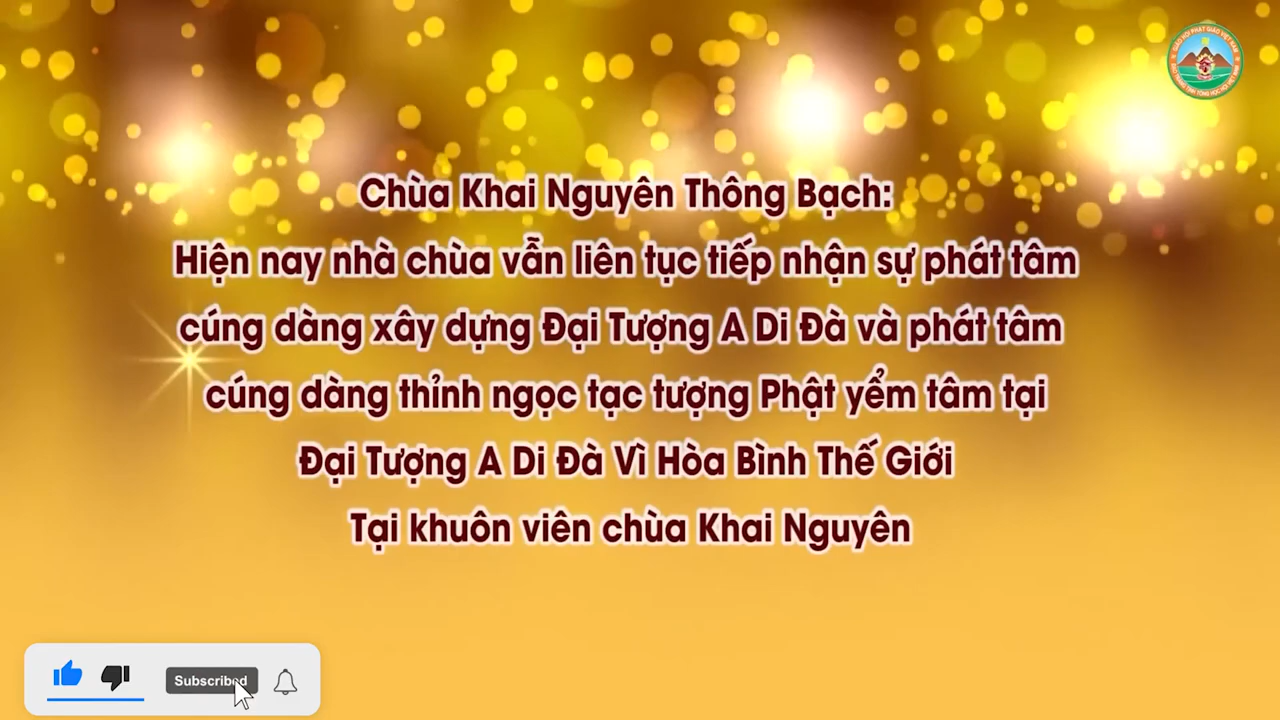 Chùa Khai Nguyên Thông Bạch:
Hiện nay nhà chùa vẫn liên tục tiếp nhận sự phát tâm
cúng dàng xây dựng Đại Tượng A Di Đà và phát tâm
cúng dàng thỉnh ngọc tạc tượng Phật yểm tâm tại
Đại Tượng A Di Đà Vì Hòa Bình Thế Giới
Tại khuôn viên chùa Khai Nguyên
Subscribed